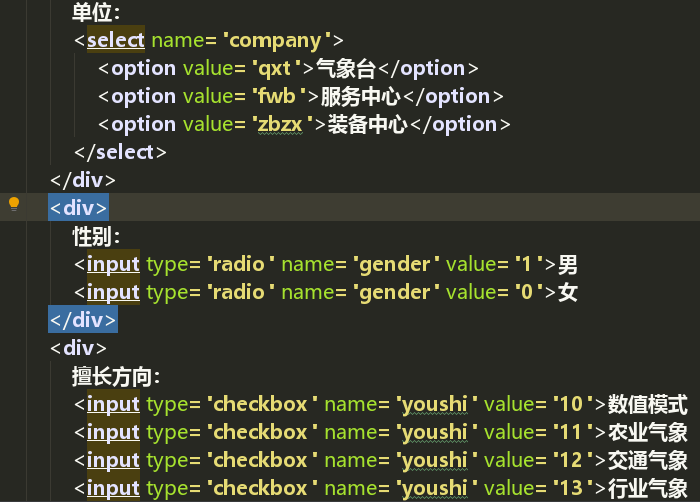 单位：
<select name='company'>
<option value='qxt'>气象台</option>
<option value='fwb'>服务中心</option>
<option value='zbzx'>装备中心</option>
</select>
</div>
<div>
性别：
<input type='radio' name='gender' value='1'>男
<input type='radio' name='gender' value='0'>女
</div>
<div>
擅长方向：
<input type='checkbox' name='youshi' value='10'>数值模式
<input type='checkbox' name='youshi' value='11'>农业气象
<input type='checkbox' name='youshi' value='12'>交通气象
<input type='checkbox' name='youshi' value='13'>行业气象